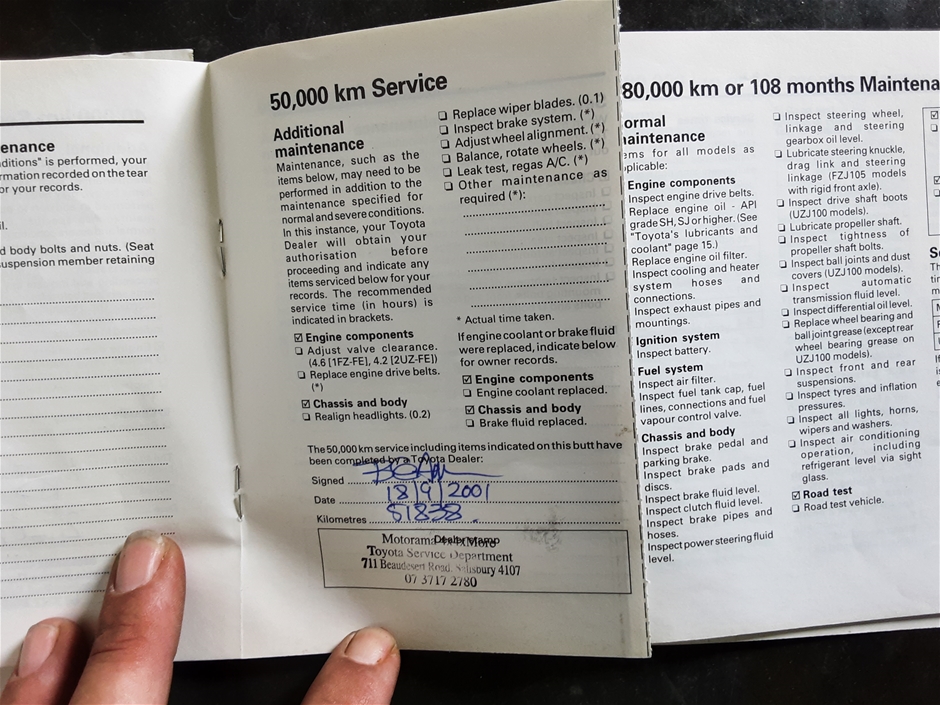 enance
ditions" is performed, your
ormation recorded on the tear
or your records.
il.
d body bolts and nuts. (Seat
suspension member retaining
50,000 km Service
Additional
maintenance
Maintenance, such as the
items below, may need to be
performed in addition to the
maintenance specified for
normal and severe conditions.
In this instance, your Toyota
Dealer will obtain your
authorisation before
proceeding and indicate any
items serviced below for your
records. The recommended
service time (in hours) is
indicated in brackets.
☑ Engine components
❏ Adjust valve clearance.
(4.6 [1FZ-FE], 4.2 [2UZ-FE])
❏ Replace engine drive belts.
(*)
☑ Chassis and body
❏ Realign headlights. (0.2)
❏ Replace wiper blades. (0.1)
❏ Inspect brake system. (*)
❏ Adjust wheel alignment. (*)
❏ Balance, rotate wheels. (*)
❏ Leak test, regas A/C. (*)
❏ Other maintenance as
required (*):
* Actual time taken.
If engine coolant or brake fluid
were replaced, indicate below
for owner records.
☑ Engine components
❏ Engine coolant replaced.
☑ Chassis and body
❏ Brake fluid replaced.
The 50,000 km service including items indicated on this butt have
been completed by a Toyota Dealer:
Signed
Date 18/9/2001
Kilometres 81838
Dealer stamp
Motorama 4x4xMore
Toyota Service Department
711 Beaudesert Road, Salisbury 4107
07 3717 2780
80,000 km or 108 months Maintena
ormal
aintenance
ems for all models as
plicable:
Engine components
Inspect engine drive belts.
Replace engine oil - API
grade SH, SJ or higher. (See
"Toyota's lubricants and
coolant" page 15.)
Replace engine oil filter.
Inspect cooling and heater
system hoses and
connections.
Inspect exhaust pipes and
mountings.
Ignition system
Inspect battery.
Fuel system
Inspect air filter.
Inspect fuel tank cap, fuel
lines, connections and fuel
vapour control valve.
Chassis and body
Inspect brake pedal and
parking brake.
Inspect brake pads and
discs.
Inspect brake fluid level.
Inspect clutch fluid level.
Inspect brake pipes and
hoses.
Inspect power steering fluid
level.
❏ Inspect steering wheel,
linkage and steering
gearbox oil level.
❏ Lubricate steering knuckle,
drag link and steering
linkage (FZJ105 models
with rigid front axle).
❏ Inspect drive shaft boots
(UZJ100 models).
❏ Lubricate propeller shaft.
❏ Inspect tightness of
propeller shaft bolts.
❏ Inspect ball joints and dust
covers (UZJ100 models).
❏ Inspect automatic
transmission fluid level.
❏ Inspect differential oil level.
❏ Replace wheel bearing and
ball joint grease (except rear
wheel bearing grease on
UZJ100 models).
❏ Inspect front and rear
suspensions.
❏ Inspect tyres and inflation
pressures.
❏ Inspect all lights, horns,
wipers and washers.
❏ Inspect air conditioning
operation, including
refrigerant level via sight
glass.
☑ Road test
❏ Road test vehicle.